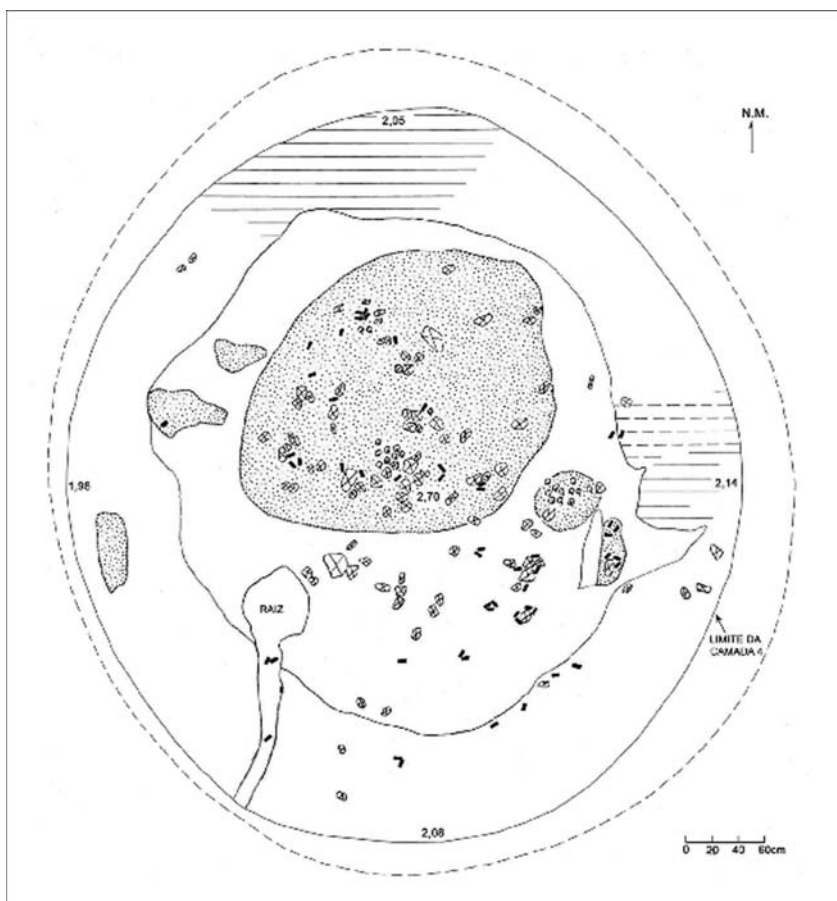 2,05
N.M.
1,98
2,14
2,70
RAIZ
LIMITE DA
CAMADA 4
2,08
0 20 40 60cm